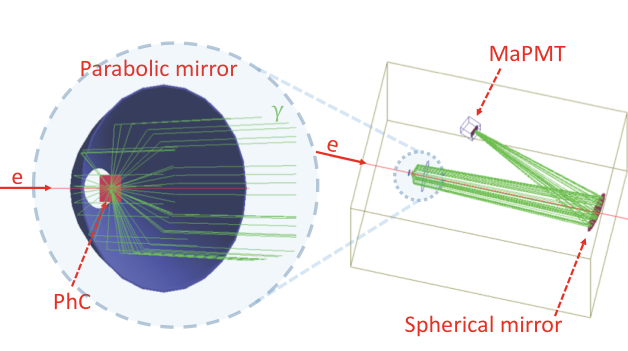 MaPMT
Parabolic mirror
γ
e
e
PhC
Spherical mirror